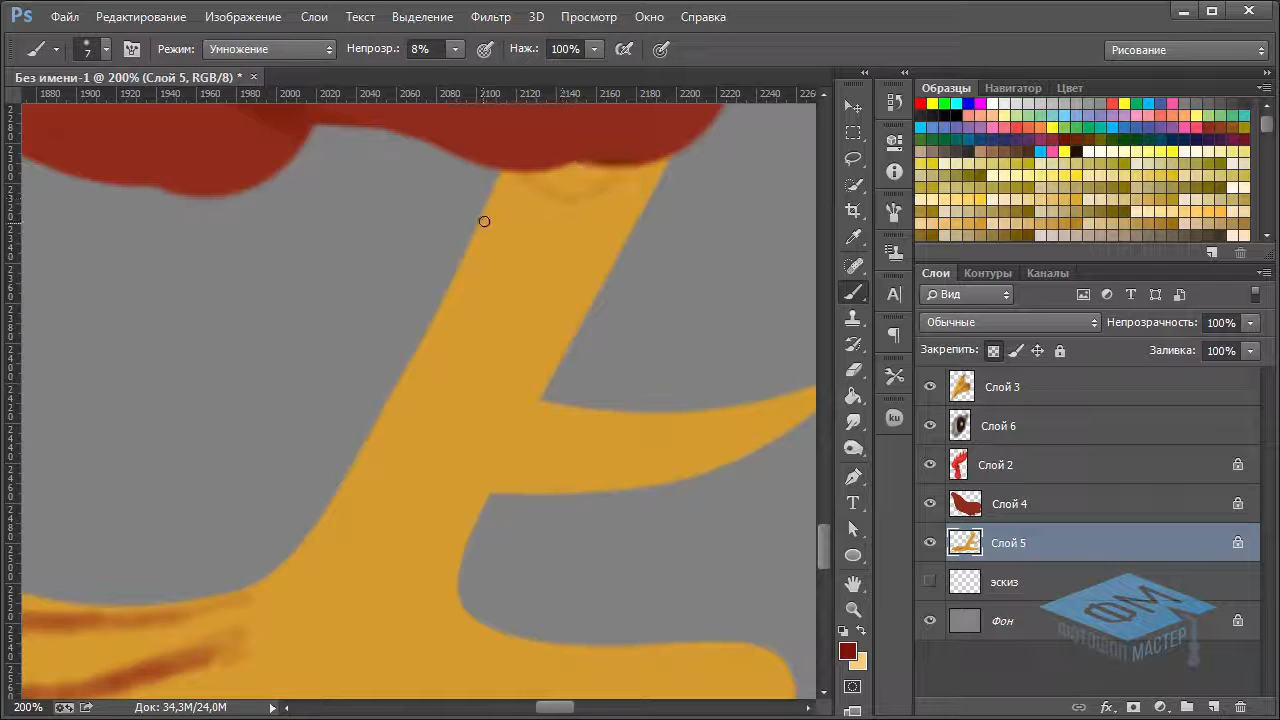 Ps Файл Изображение Слои Текст Выделение Фильтр 3D Просмотр Окно Справка
7 Режим: Умножение Непрозр.: 8% Наж.: 100% Рисование
Без имени-1 @ 200% (Слой 5, RGB/8) *
1880 1900 1920 1940 1960 1980 2000 2020 2040 2060 2080 2100 2120 2140 2160 2180 2200 2220 2240 226
Образцы Навигатор Цвет
Слои Контуры Каналы
Вид
Обычные Непрозрачность: 100%
Закрепить: Заливка: 100%
Слой 3
Слой 6
Слой 2
Слой 4
Слой 5
эскиз
Фон
ku
ФМ
ФОТОШОП
МАСТЕР
200% Док: 34,3M/24,0M